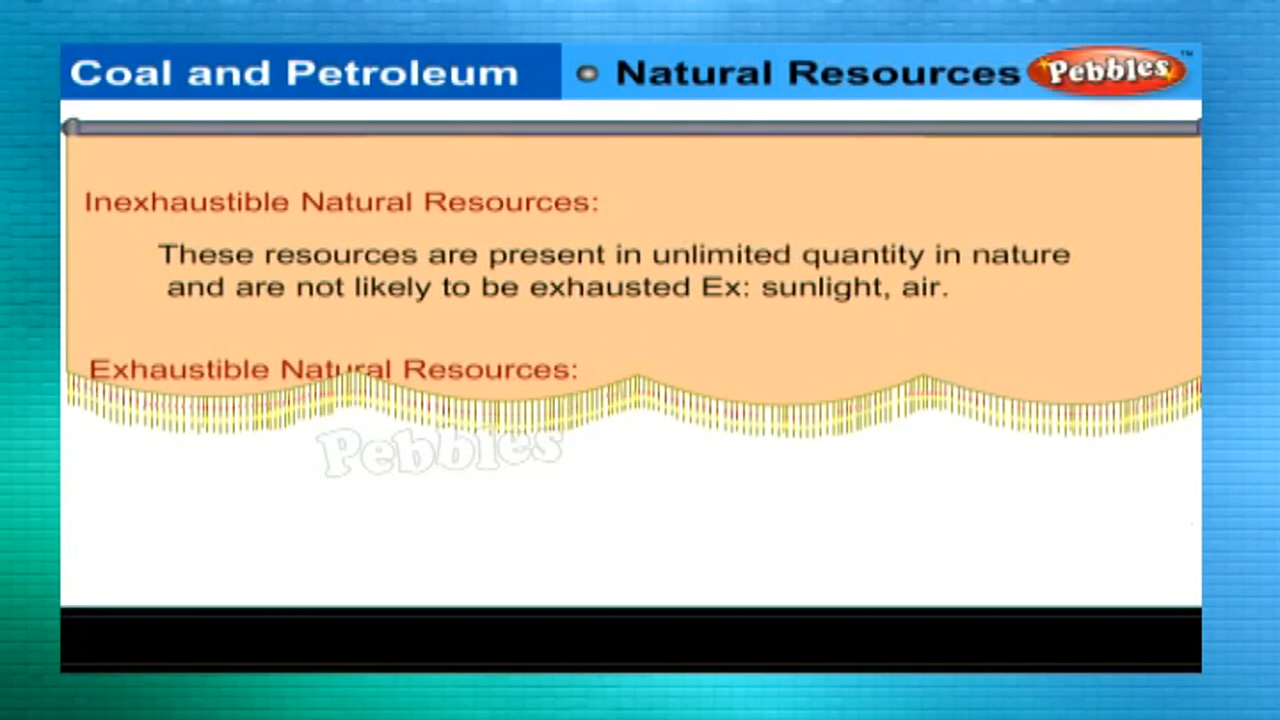 Coal and Petroleum
Natural Resources
Pebbles™
Inexhaustible Natural Resources:
These resources are present in unlimited quantity in nature
and are not likely to be exhausted Ex: sunlight, air.
Exhaustible Natural Resources:
Pebbles